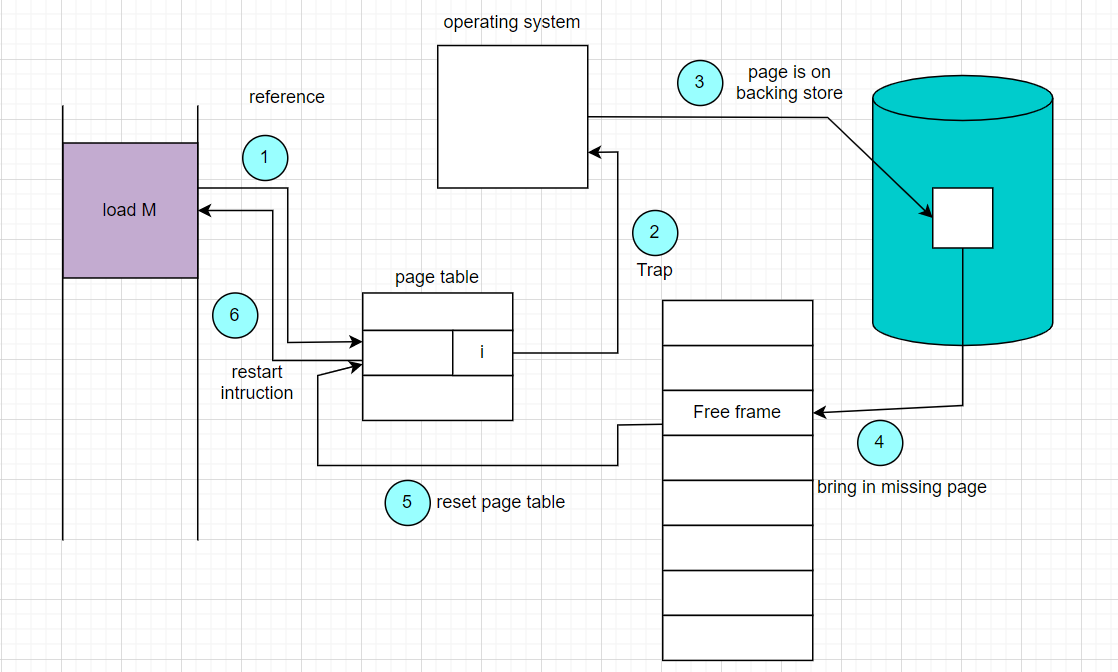 operating system
3
page is on
backing store
reference
1
load M
2
Trap
page table
6
i
restart
intruction
Free frame
4
bring in missing page
5
reset page table